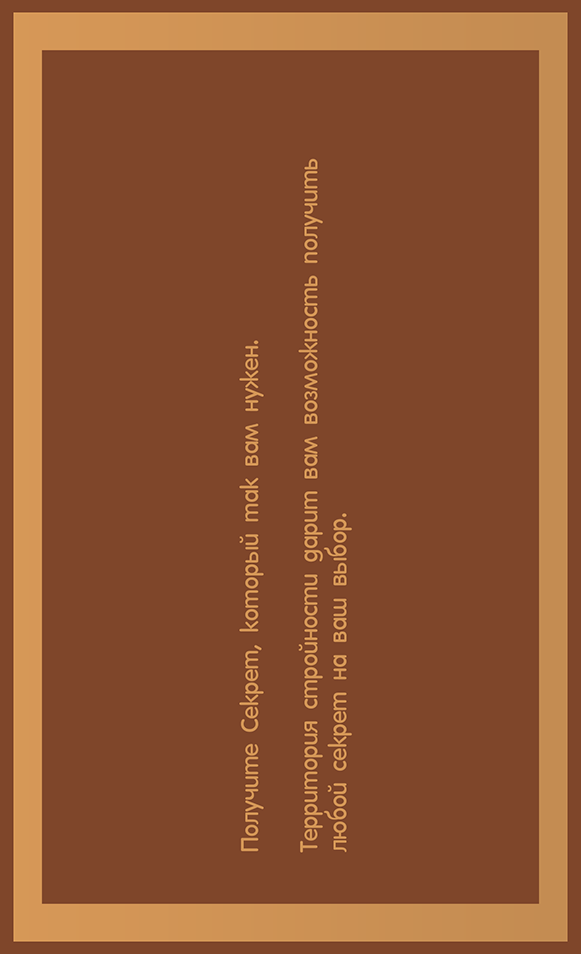 Получите Секрет, который так вам нужен.
Территория стройности дарит вам возможность получить
любой секрет на ваш выбор.